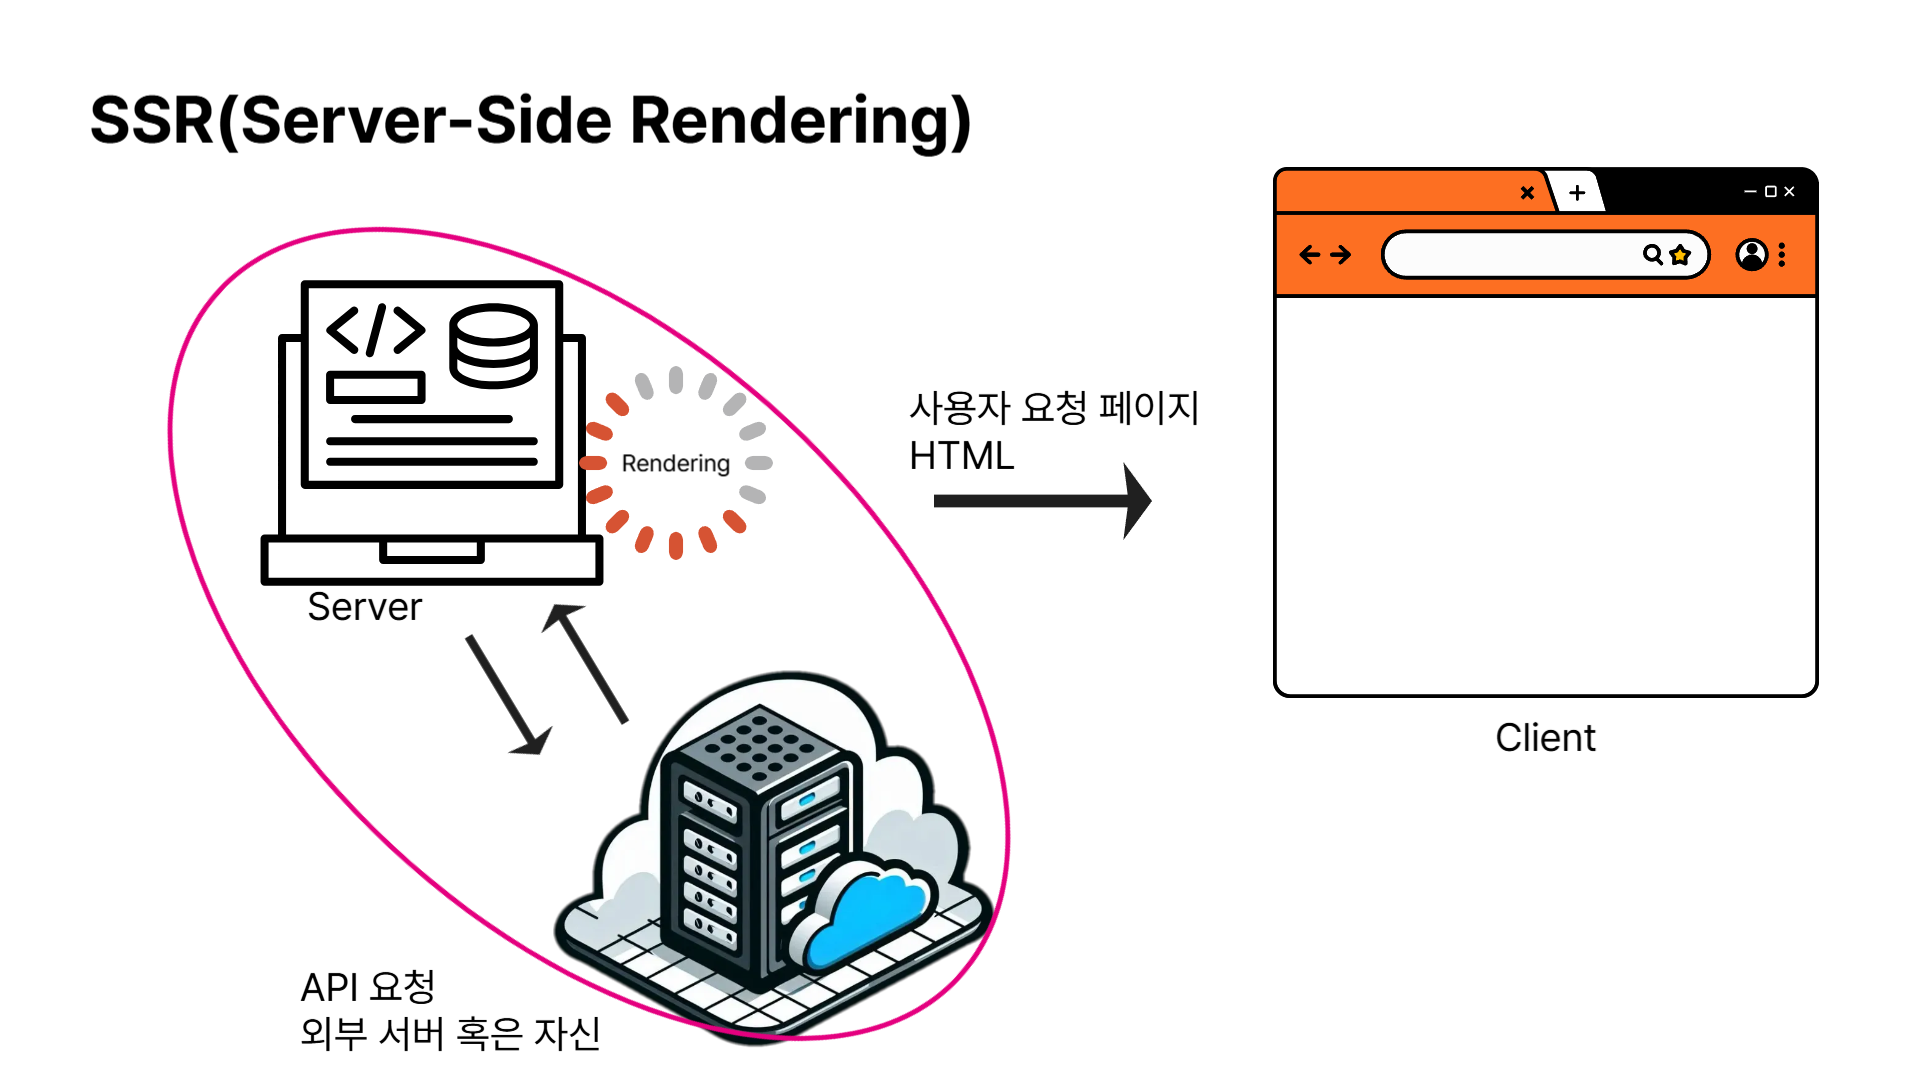 SSR(Server-Side Rendering)
Rendering
사용자 요청 페이지
HTML
Server
Client
API 요청
외부 서버 혹은 자신